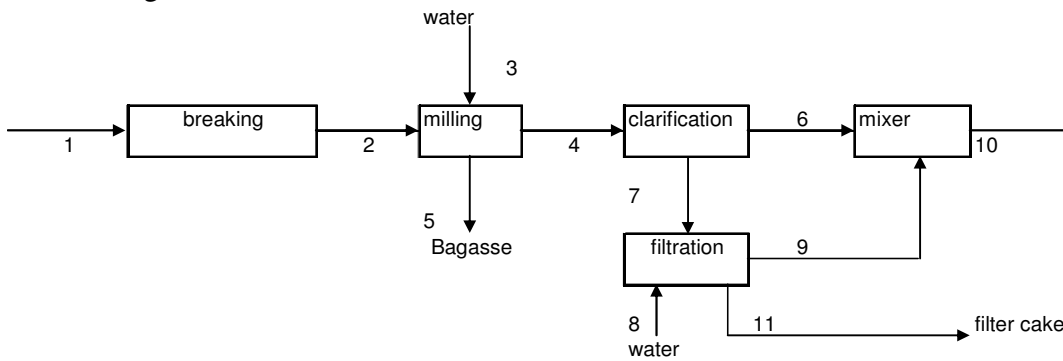 water
3
breaking
milling
clarification
6
mixer
1
2
4
10
7
5
Bagasse
filtration
9
8
11
filter cake
water